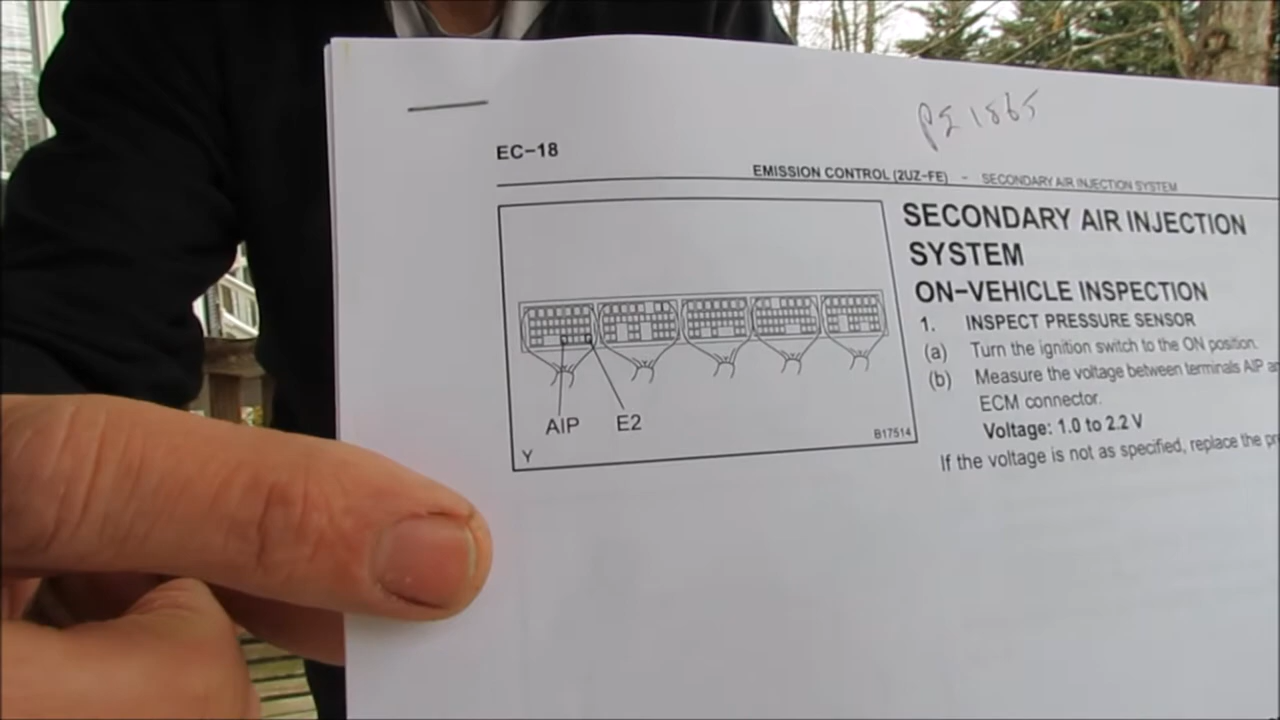 PS 1865
EC-18
EMISSION CONTROL (2UZ-FE) - SECONDARY AIR INJECTION SYSTEM
AIP
E2
Y
B17514
SECONDARY AIR INJECTION
SYSTEM
ON-VEHICLE INSPECTION
1. INSPECT PRESSURE SENSOR
(a) Turn the ignition switch to the ON position.
(b) Measure the voltage between terminals AIP
ECM connector.
Voltage: 1.0 to 2.2 V
If the voltage is not as specified, replace the